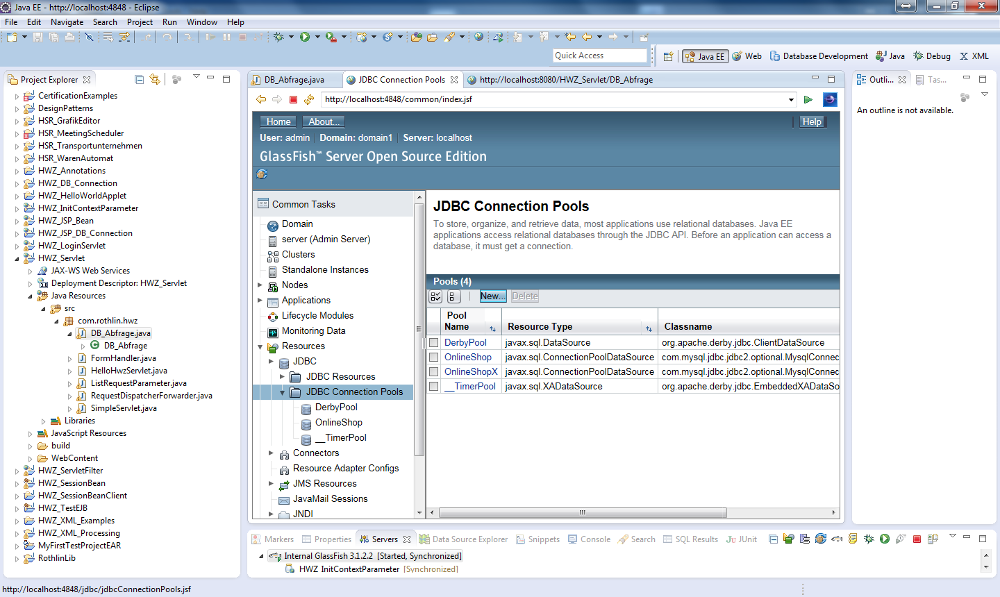 Java EE - http://localhost:4848 - Eclipse
File Edit Navigate Search Project Run Window Help
Quick Access
Java EE Web Database Development Java Debug XML
Project Explorer
CertificationExamples
DesignPatterns
HSR_GrafikEditor
HSR_MeetingScheduler
HSR_Transportunternehmen
HSR_WarenAutomat
HWZ_Annotations
HWZ_DB_Connection
HWZ_HelloWorldApplet
HWZ_InitContextParameter
HWZ_JSP_Bean
HWZ_JSP_DB_Connection
HWZ_LoginServlet
HWZ_Servlet
JAX-WS Web Services
Deployment Descriptor: HWZ_Servlet
Java Resources
src
com.rothlin.hwz
DB_Abfrage.java
DB_Abfrage
FormHandler.java
HelloHwzServlet.java
ListRequestParameter.java
RequestDispatcherForwarder.java
SimpleServlet.java
Libraries
JavaScript Resources
build
WebContent
HWZ_ServletFilter
HWZ_SessionBean
HWZ_SessionBeanClient
HWZ_TestEJB
HWZ_XML_Examples
HWZ_XML_Processing
MyFirstTestProjectEAR
RothlinLib
DB_Abfrage.java JDBC Connection Pools http://localhost:8080/HWZ_Servlet/DB_Abfrage
http://localhost:4848/common/index.jsf
Home About... Help
User: admin Domain: domain1 Server: localhost
GlassFish™ Server Open Source Edition
Common Tasks
Domain
server (Admin Server)
Clusters
Standalone Instances
Nodes
Applications
Lifecycle Modules
Monitoring Data
Resources
JDBC
JDBC Resources
JDBC Connection Pools
DerbyPool
OnlineShop
__TimerPool
Connectors
Resource Adapter Configs
JMS Resources
JavaMail Sessions
JNDI
JDBC Connection Pools
To store, organize, and retrieve data, most applications use relational databases. Java EE
applications access relational databases through the JDBC API. Before an application can access a
database, it must get a connection.
Pools (4)
New... Delete
Pool Name Resource Type Classname
DerbyPool javax.sql.DataSource org.apache.derby.jdbc.ClientDataSource
OnlineShop javax.sql.ConnectionPoolDataSource com.mysql.jdbc.jdbc2.optional.MysqlConnec
OnlineShopX javax.sql.ConnectionPoolDataSource com.mysql.jdbc.jdbc2.optional.MysqlConnec
__TimerPool javax.sql.XADataSource org.apache.derby.jdbc.EmbeddedXADataSo
Outli... Tas...
An outline is not available.
Markers Properties Servers Data Source Explorer Snippets Console Search SQL Results JUnit
Internal GlassFish 3.1.2.2 [Started, Synchronized]
HWZ_InitContextParameter [Synchronized]
http://localhost:4848/jdbc/jdbcConnectionPools.jsf